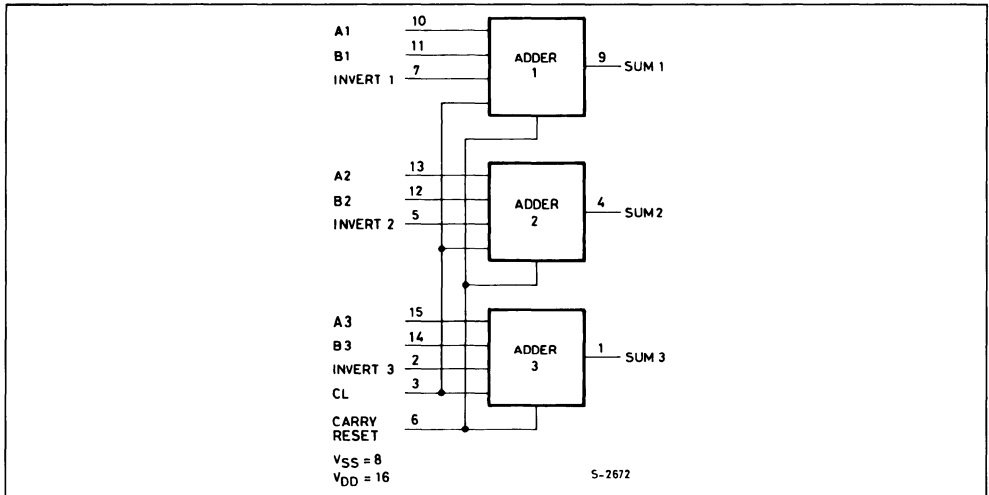 A1 10
B1 11
INVERT 1 7
ADDER
1
9 SUM 1
A2 13
B2 12
INVERT 2 5
ADDER
2
4 SUM 2
A3 15
B3 14
INVERT 3 2
CL 3
ADDER
3
1 SUM 3
CARRY
RESET 6
VSS = 8
VDD = 16
S-2672